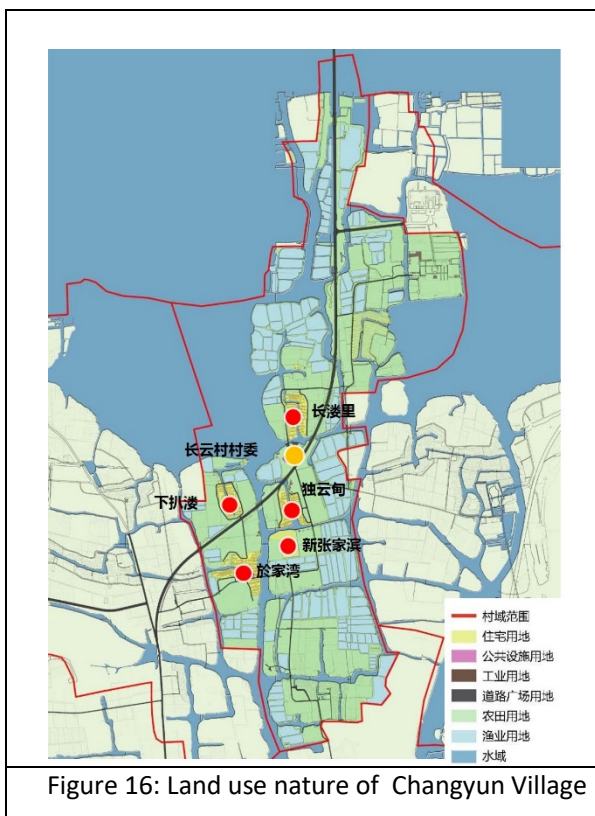 长溇里
长云村村委
下扒溇
独云甸
新张家滨
於家湾
村域范围
住宅用地
公共设施用地
工业用地
道路广场用地
农田用地
渔业用地
水域
Figure 16: Land use nature of Changyun Village